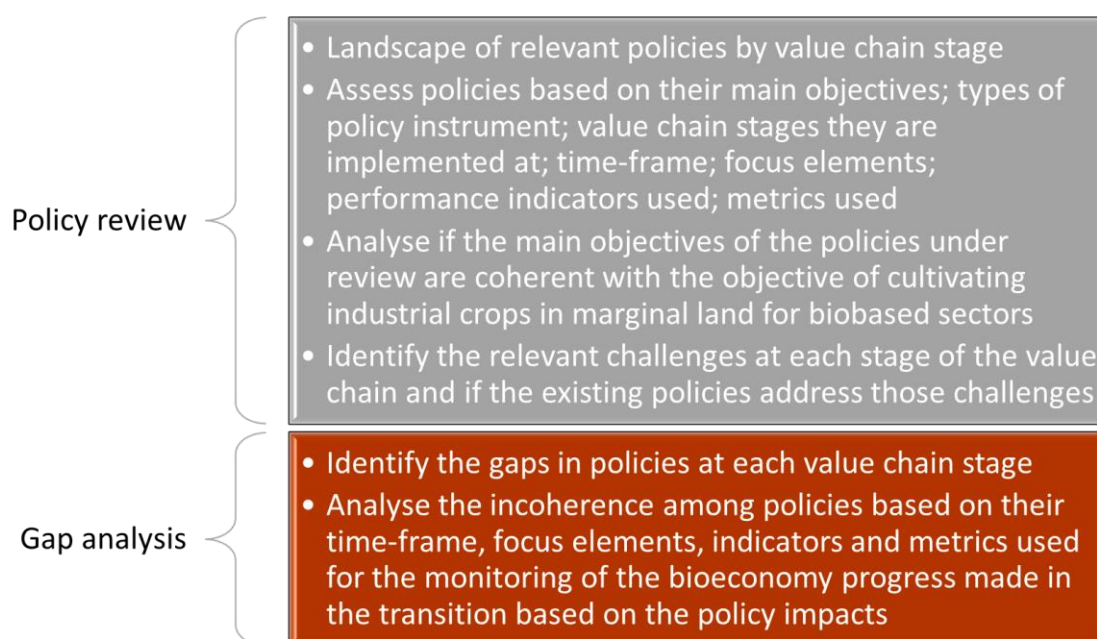 Policy review
• Landscape of relevant policies by value chain stage
• Assess policies based on their main objectives; types of
policy instrument; value chain stages they are
implemented at; time-frame; focus elements;
performance indicators used; metrics used
• Analyse if the main objectives of the policies under
review are coherent with the objective of cultivating
industrial crops in marginal land for biobased sectors
• Identify the relevant challenges at each stage of the value
chain and if the existing policies address those challenges
Gap analysis
• Identify the gaps in policies at each value chain stage
• Analyse the incoherence among policies based on their
time-frame, focus elements, indicators and metrics used
for the monitoring of the bioeconomy progress made in
the transition based on the policy impacts